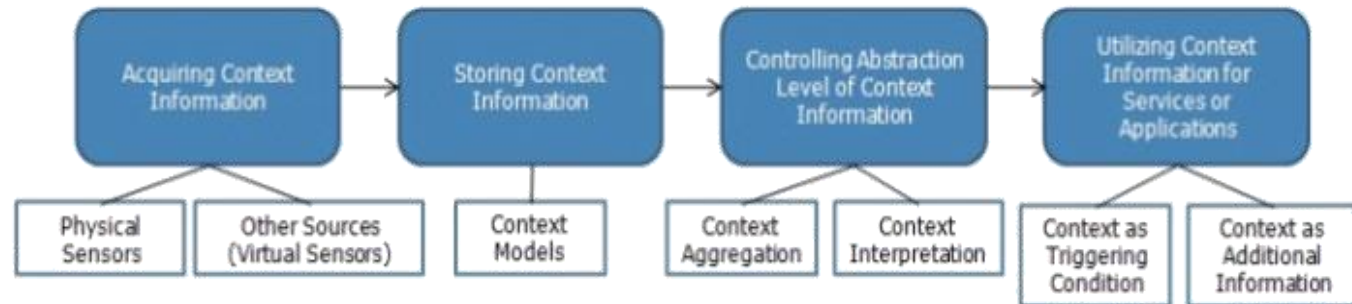 Acquiring Context
Information
Storing Context
Information
Controlling Abstraction
Level of Context
Information
Utilizing Context
Information for
Services or
Applications
Physical
Sensors
Other Sources
(Virtual Sensors)
Context
Models
Context
Aggregation
Context
Interpretation
Context as
Triggering
Condition
Context as
Additional
Information